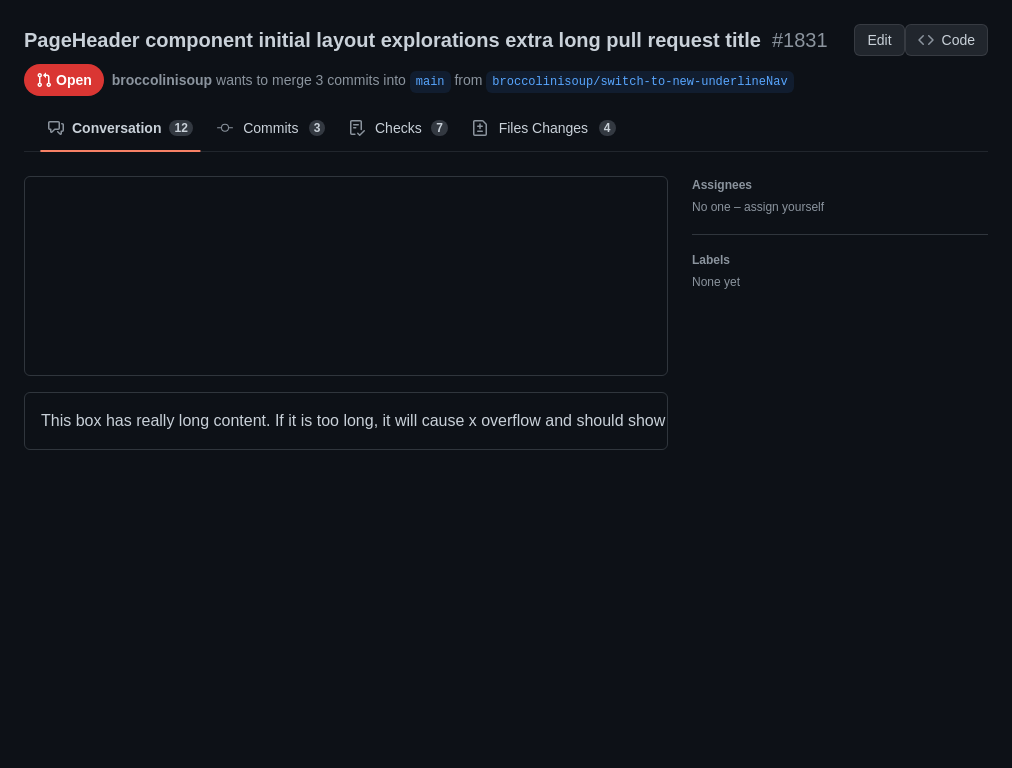 PageHeader component initial layout explorations extra long pull request title #1831
Edit
Code
Open
broccolinisoup wants to merge 3 commits into main from broccolinisoup/switch-to-new-underlineNav
Conversation 12
Commits 3
Checks 7
Files Changes 4
Assignees
No one – assign yourself
Labels
None yet
This box has really long content. If it is too long, it will cause x overflow and should show